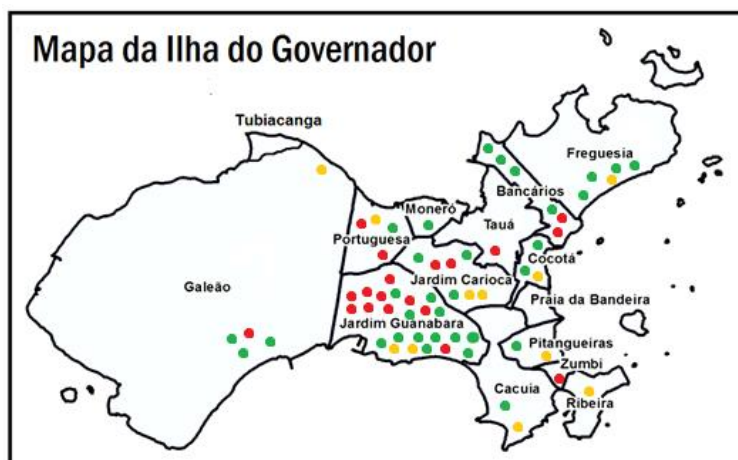 Mapa da Ilha do Governador
Tubiacanga
Freguesia
Bancários
Moneró
Tauá
Portuguesa
Cocotá
Jardim Carioca
Galeão
Praia da Bandeira
Jardim Guanabara
Pitangueiras
Zumbi
Cacuia
Ribeira